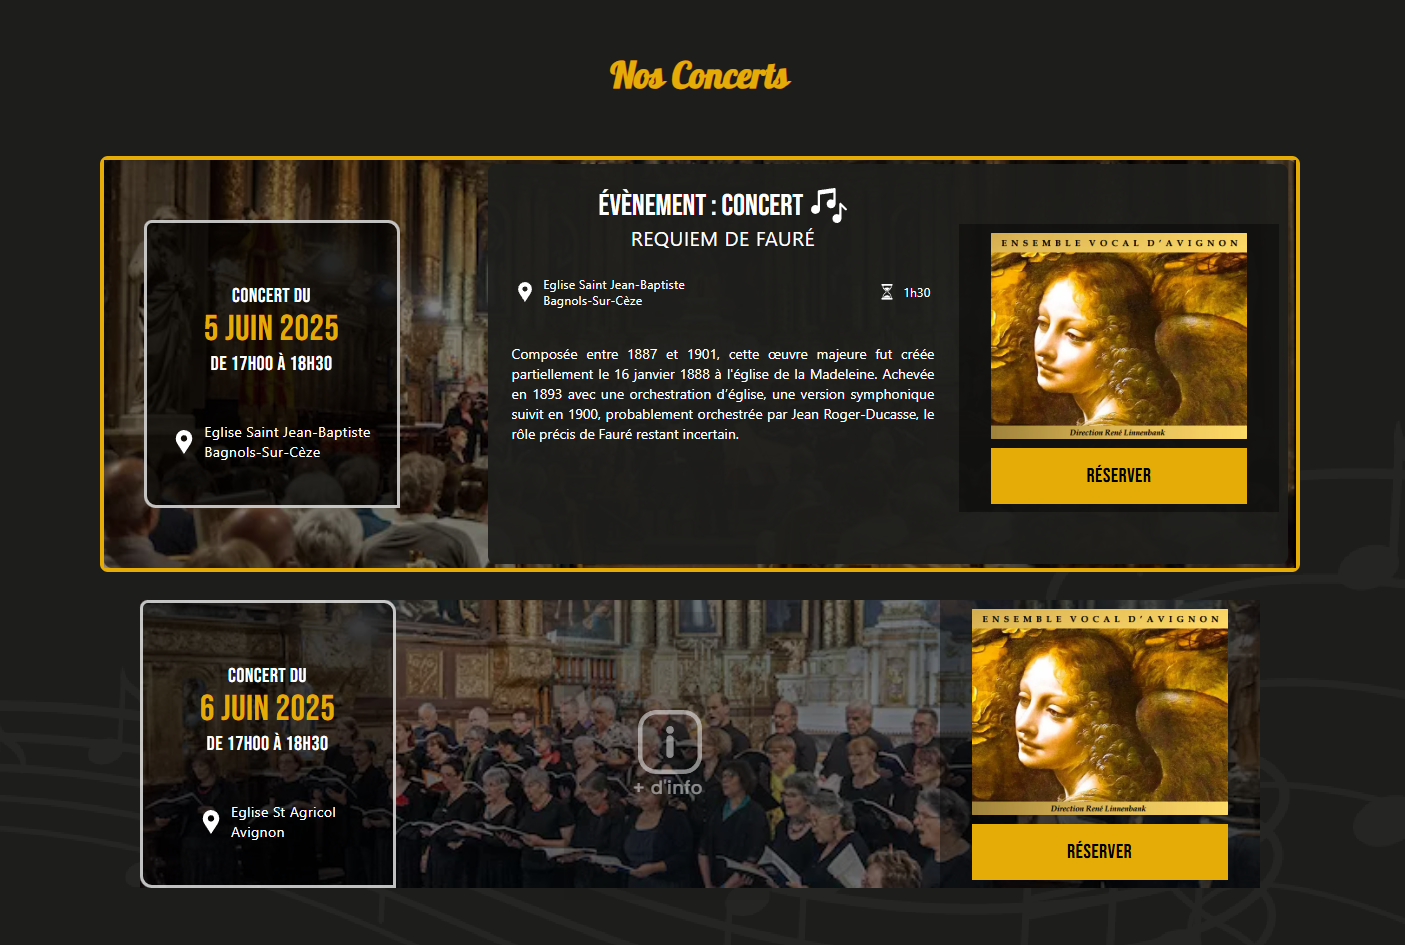 Nos Concerts
CONCERT DU
5 JUIN 2025
DE 17H00 À 18H30
Eglise Saint Jean-Baptiste
Bagnols-Sur-Cèze
ÉVÈNEMENT : CONCERT
REQUIEM DE FAURÉ
Eglise Saint Jean-Baptiste
Bagnols-Sur-Cèze
1h30
Composée entre 1887 et 1901, cette œuvre majeure fut créée
partiellement le 16 janvier 1888 à l'église de la Madeleine. Achevée
en 1893 avec une orchestration d'église, une version symphonique
suivit en 1900, probablement orchestrée par Jean Roger-Ducasse, le
rôle précis de Fauré restant incertain.
ENSEMBLE VOCAL D'AVIGNON
Direction René Linnenbank
RÉSERVER
CONCERT DU
6 JUIN 2025
DE 17H00 À 18H30
Eglise St Agricol
Avignon
+ d'info
ENSEMBLE VOCAL D'AVIGNON
Direction René Linnenbank
RÉSERVER